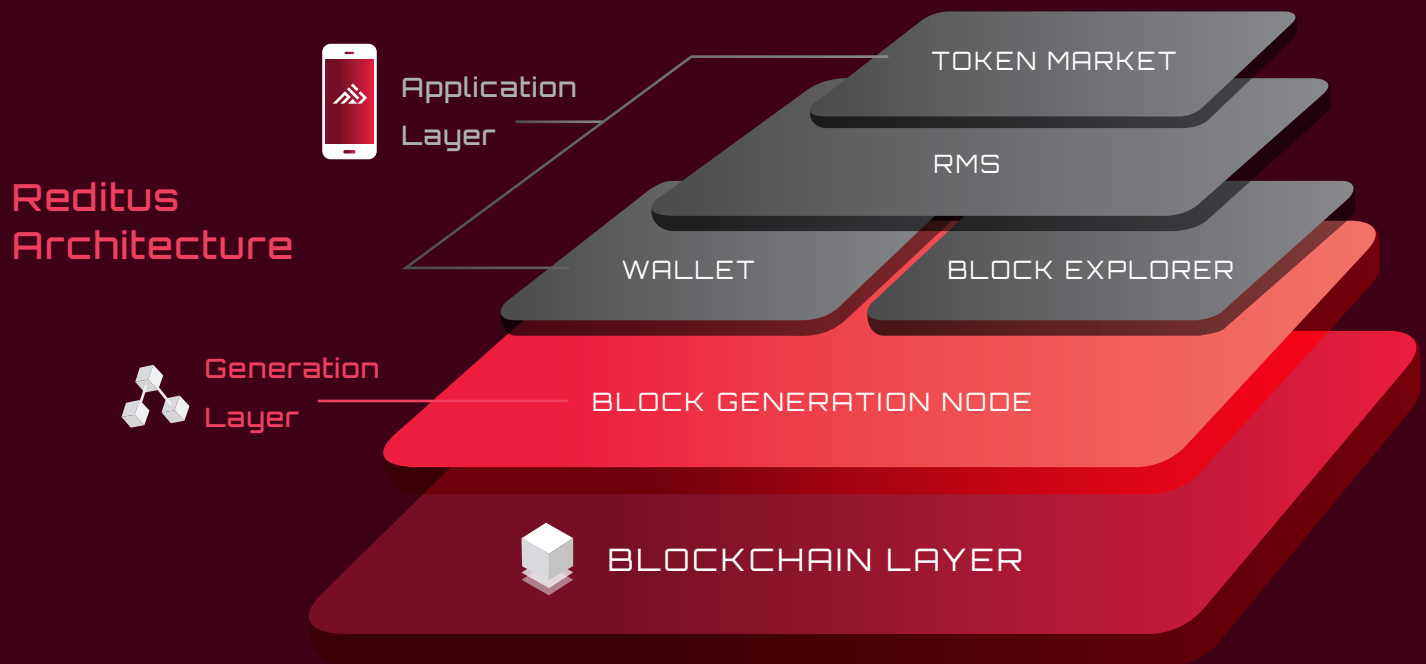 Reditus
Architecture
Application
Layer
TOKEN MARKET
RMS
WALLET
BLOCK EXPLORER
Generation
Layer
BLOCK GENERATION NODE
BLOCKCHAIN LAYER